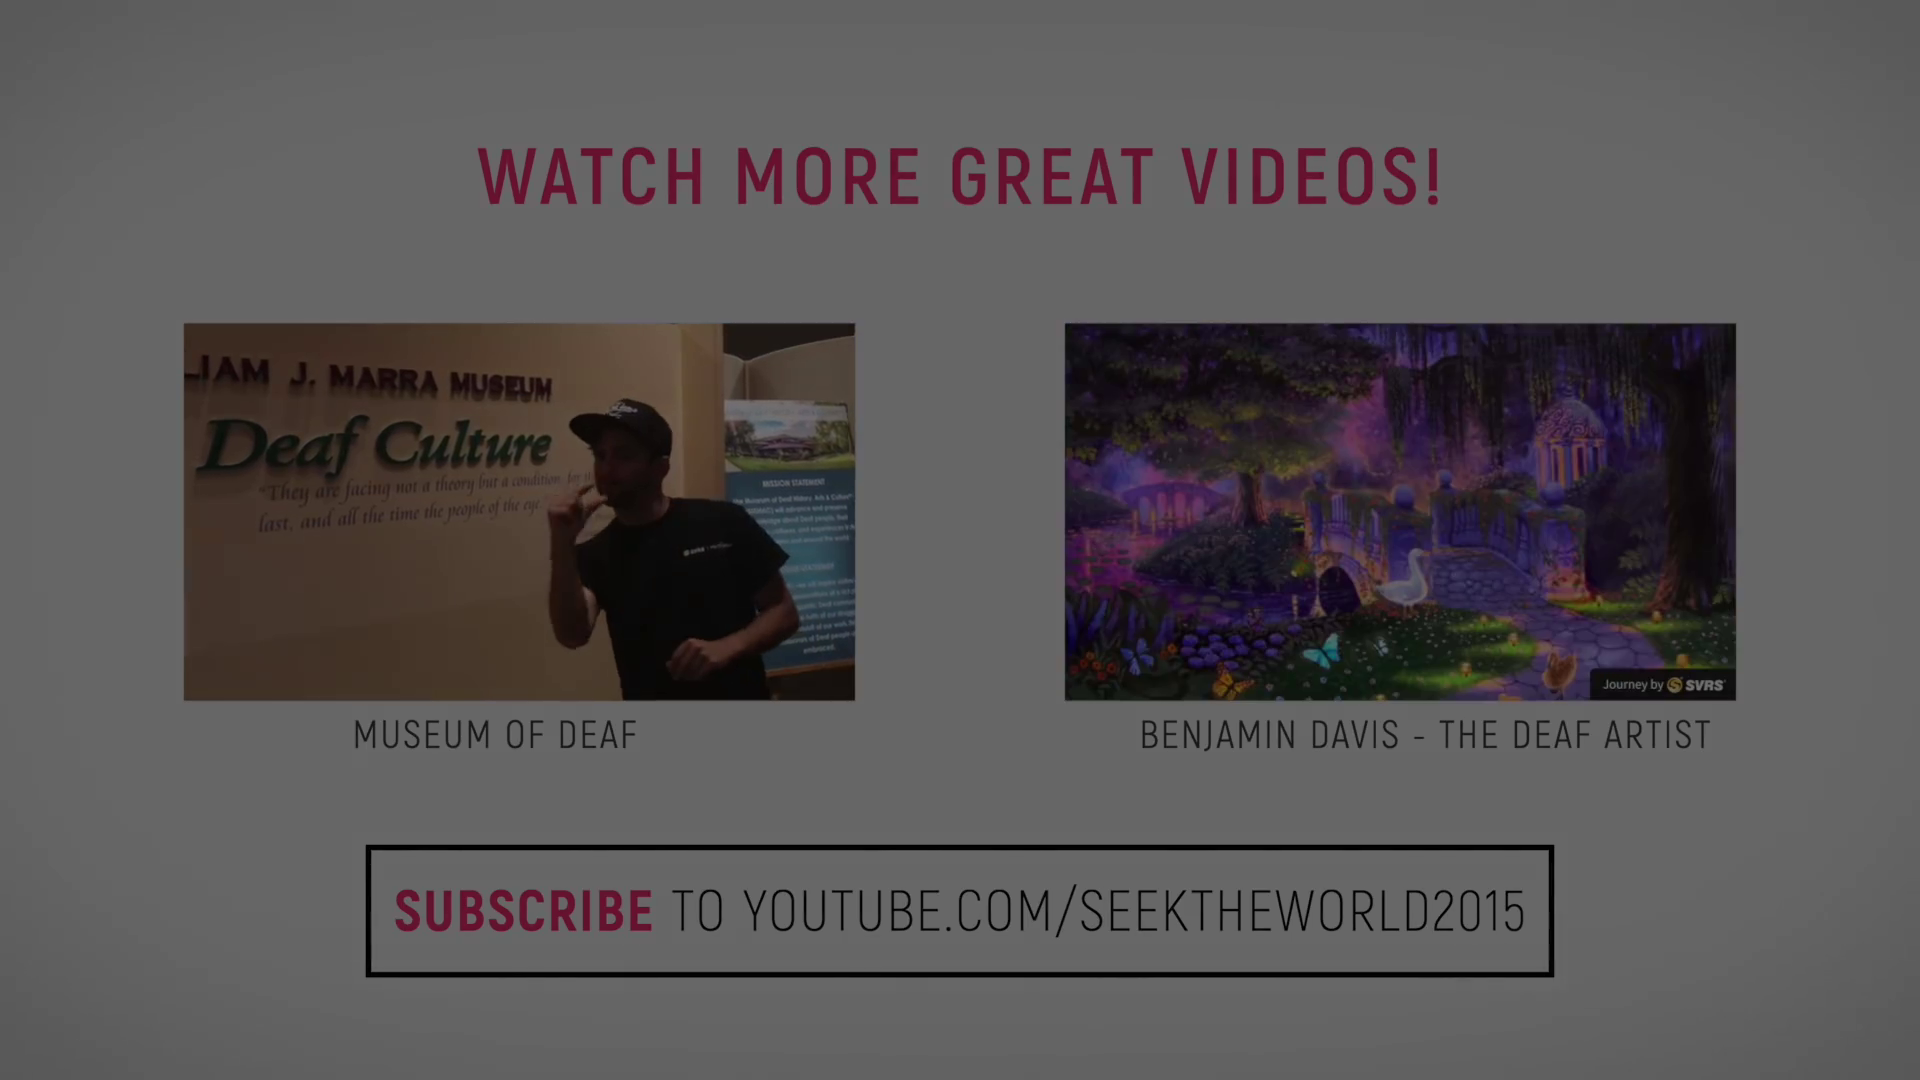 WATCH MORE GREAT VIDEOS!
LIAM J. MARRA MUSEUM
Deaf Culture
"They are facing not a theory but a condition, for
last, and all the time the people of the eye.
MISSION STATEMENT
MUSEUM OF DEAF
Journey by SVRS
BENJAMIN DAVIS - THE DEAF ARTIST
SUBSCRIBE TO YOUTUBE.COM/SEEKTHEWORLD2015